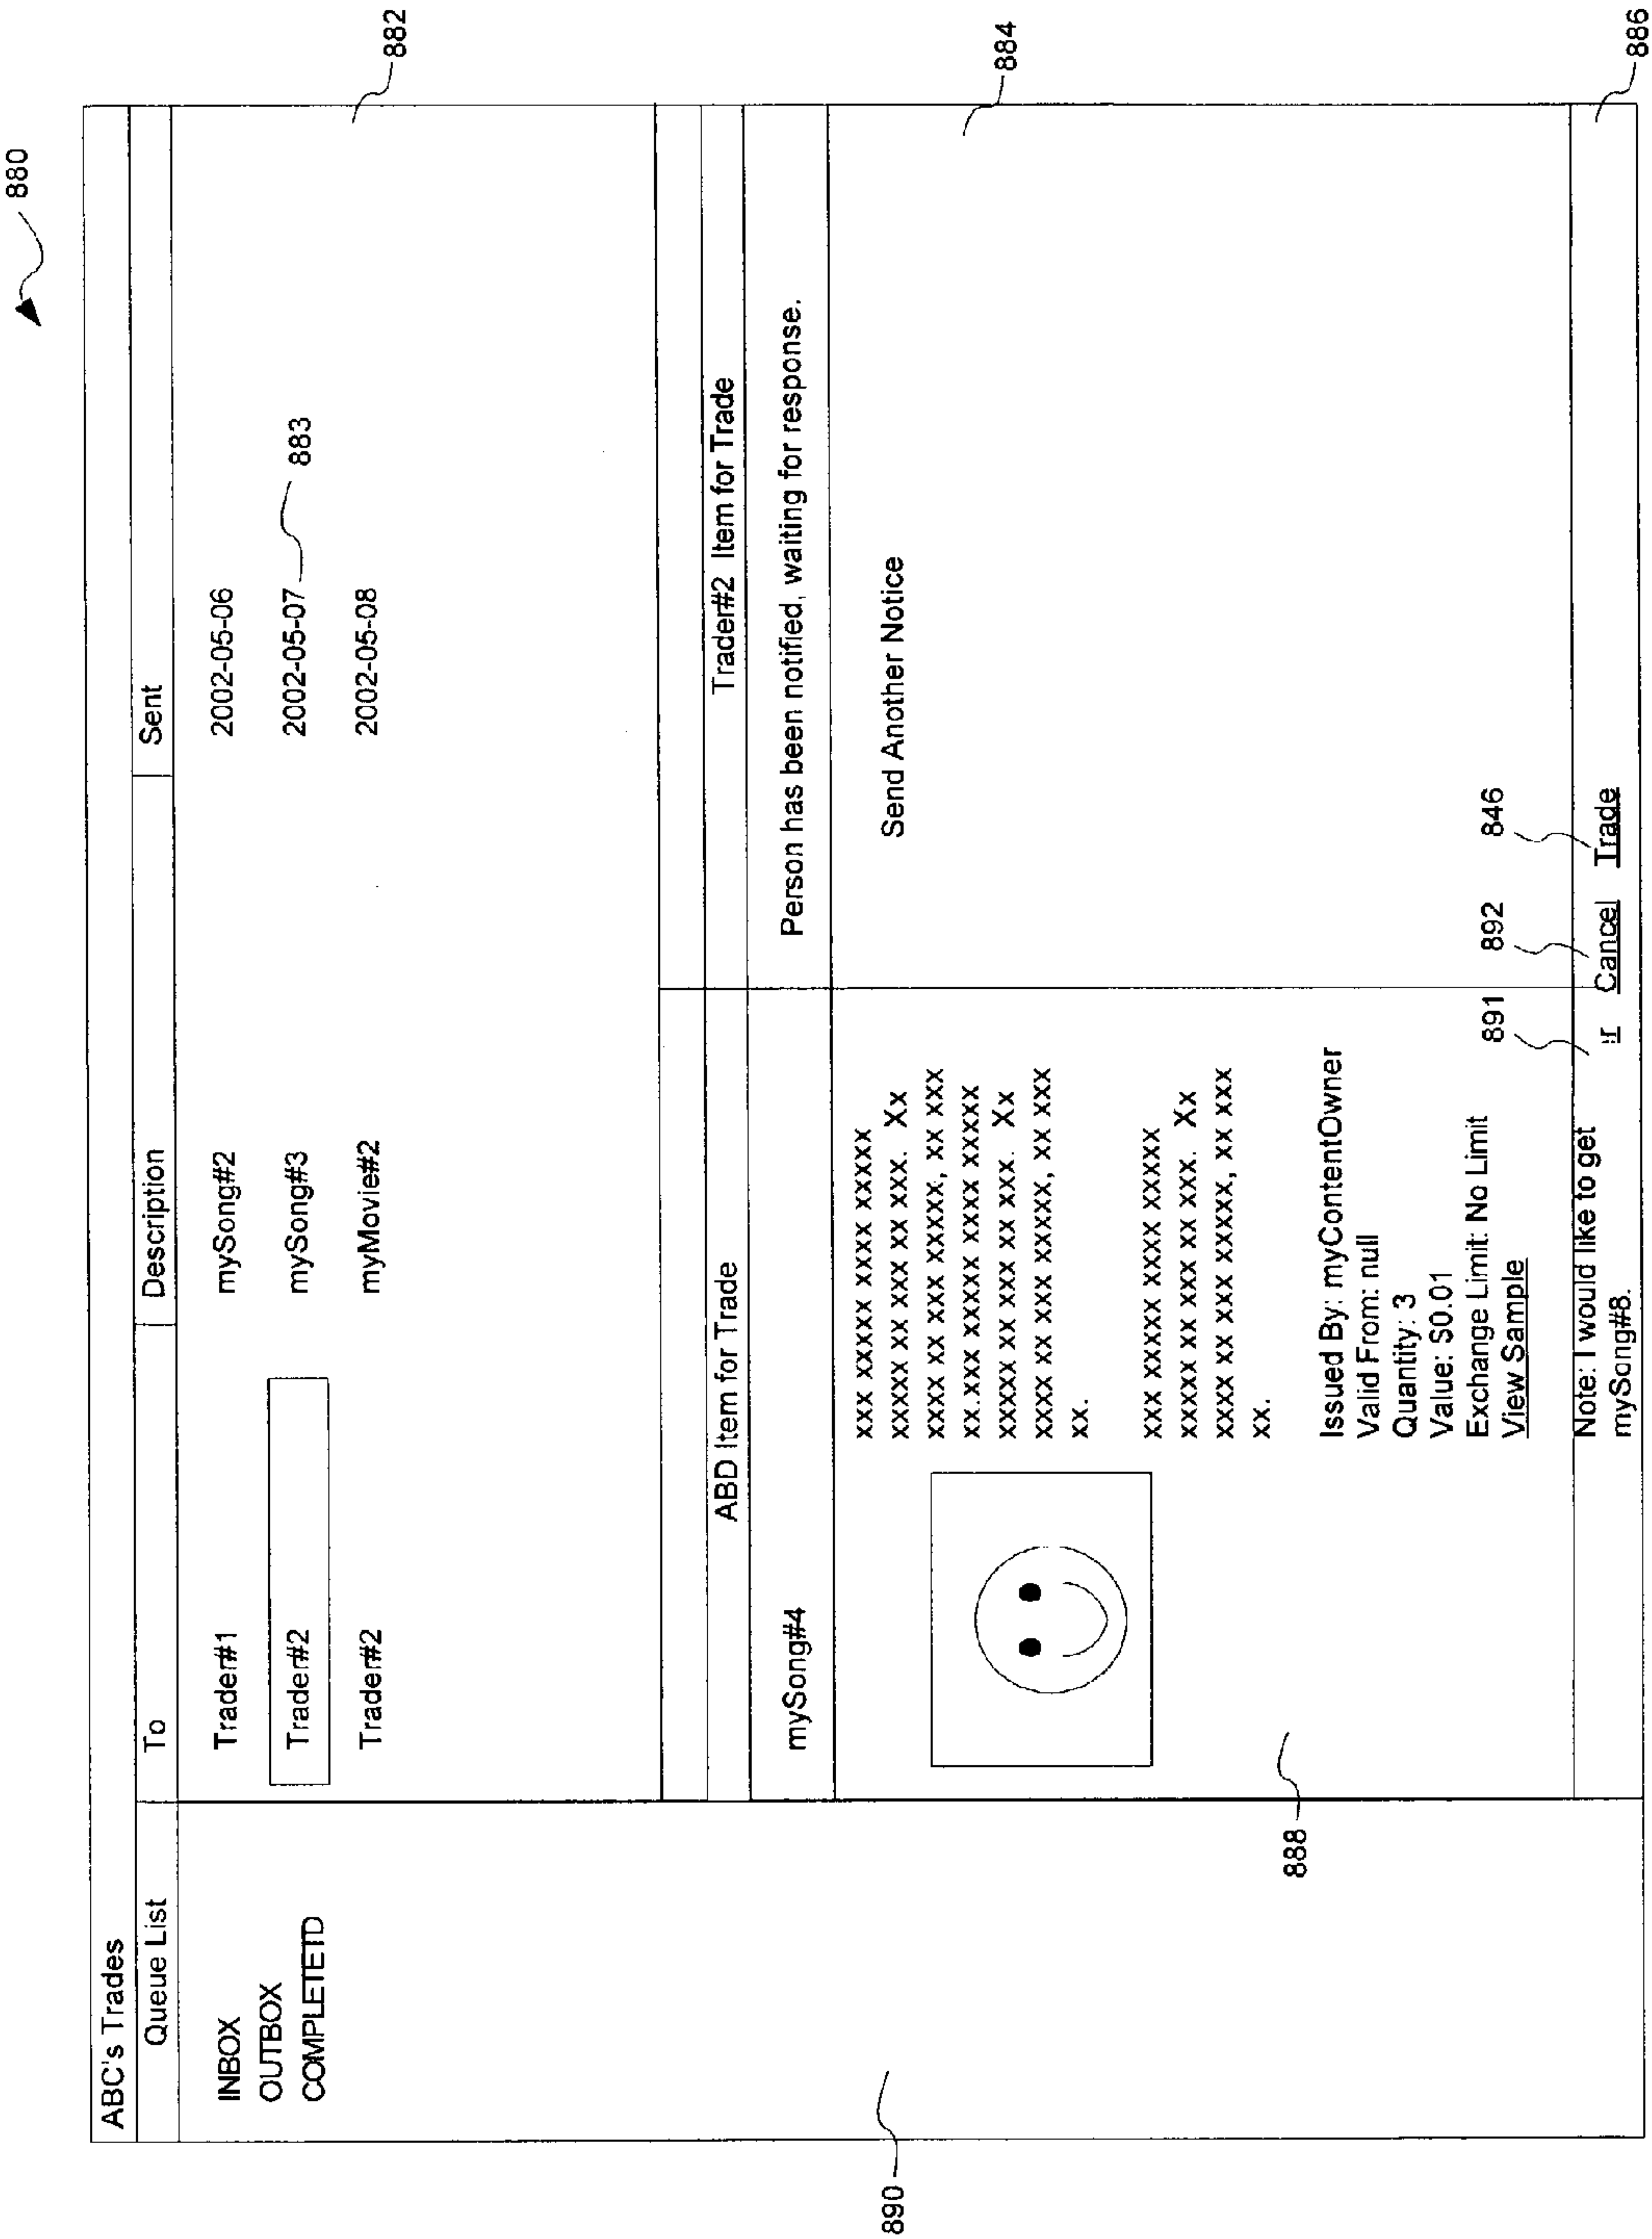 880
ABC's Trades
Queue List To Description Sent
INBOX
OUTBOX
COMPLETETD
Trader#1 mySong#2 2002-05-06
Trader#2 mySong#3 2002-05-07 883
Trader#2 myMovie#2 2002-05-08
882
ABD Item for Trade Trader#2 Item for Trade
mySong#4 Person has been notified, waiting for response.
xxx xxxxx xxxx xxxxx
xxxxx xx xxx xx xxx. Xx
xxxx xx xxx xxxxx, xx xxx
xx.xxx xxxxx xxxx xxxxx
xxxxx xx xxx xx xxx. Xx
xxxx xx xxx xxxxx, xx xxx
xx.
xxx xxxxx xxxx xxxxx
xxxxx xx xxx xx xxx. Xx
xxxx xx xxx xxxxx, xx xxx
xx.
Send Another Notice
884
Issued By: myContentOwner
Valid From: null
Quantity: 3
Value: $0.01
Exchange Limit: No Limit
View Sample
888
890
891 892 846
Note: I would like to get
mySong#8.
Cancel Trade
886